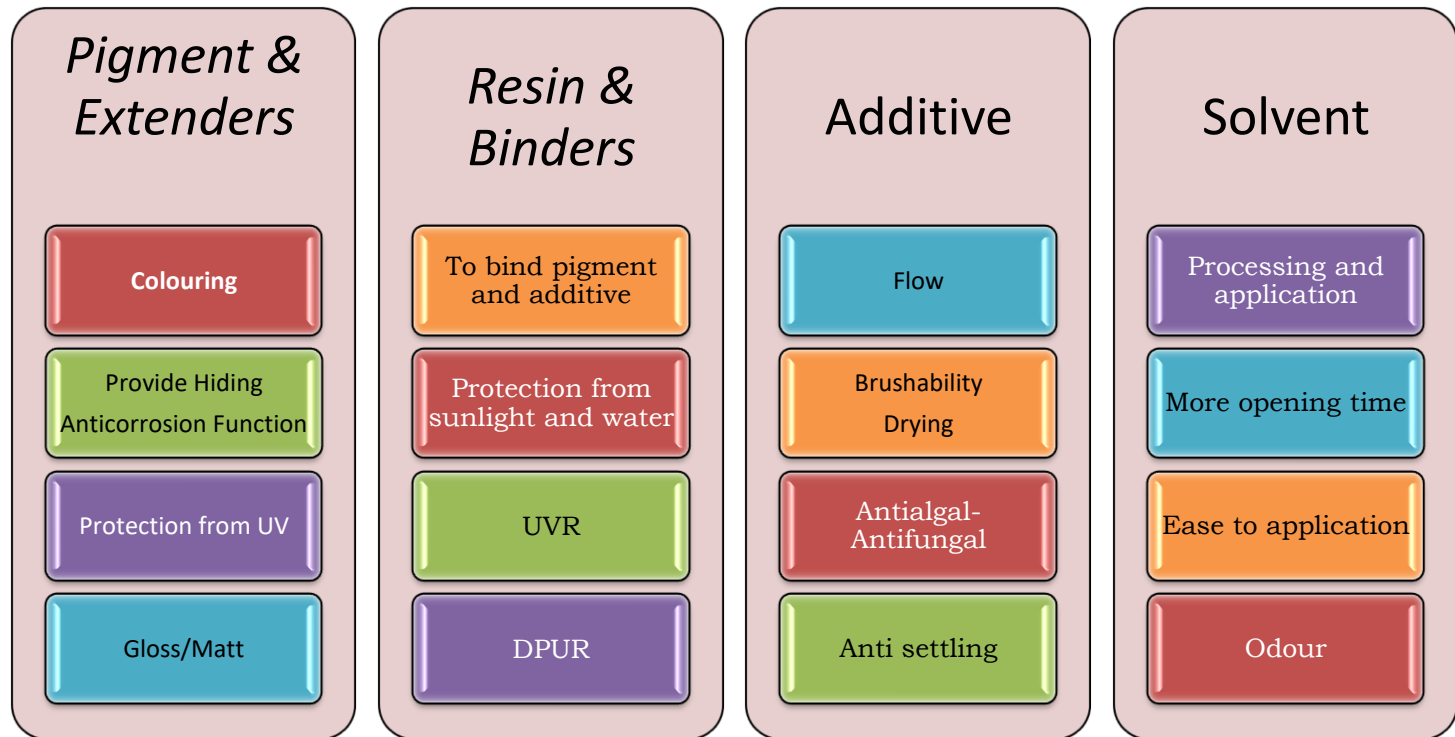 Pigment &
Extenders
Colouring
Provide Hiding
Anticorrosion Function
Protection from UV
Gloss/Matt
Resin &
Binders
To bind pigment
and additive
Protection from
sunlight and water
UVR
DPUR
Additive
Flow
Brushability
Drying
Antialgal-
Antifungal
Anti settling
Solvent
Processing and
application
More opening time
Ease to application
Odour